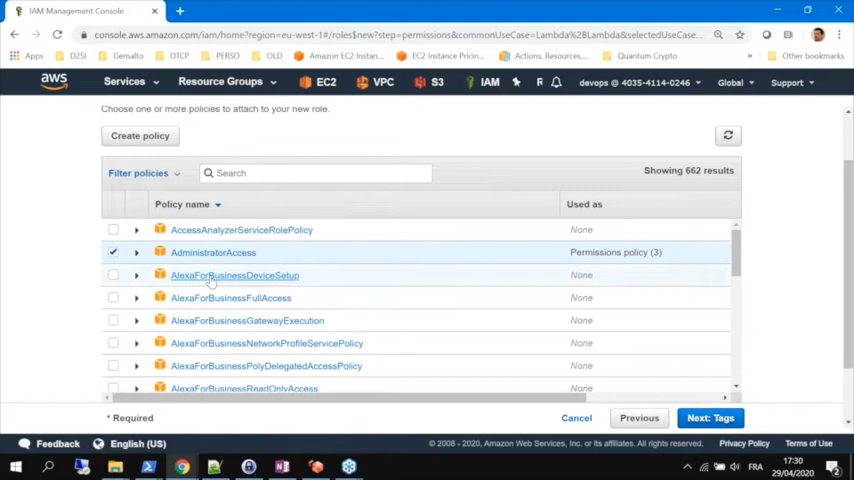 IAM Management Console
console.aws.amazon.com/iam/home?region=eu-west-1#/roles$new?step=permissions&commonUseCase=Lambda%2BLambda&selectedUseCas...
Apps D2SI Gemalto OTCP PERSO OLD Amazon EC2 Instan... EC2 Instance Pricing... Actions, Resources,... Quantum Crypto Other bookmarks
aws Services Resource Groups EC2 VPC S3 IAM R devops @ 4035-4114-0246 Global Support
Choose one or more policies to attach to your new role.
Create policy
Filter policies Search Showing 662 results
Policy name Used as
AccessAnalyzerServiceRolePolicy None
AdministratorAccess Permissions policy (3)
AlexaForBusinessDeviceSetup None
AlexaForBusinessFullAccess None
AlexaForBusinessGatewayExecution None
AlexaForBusinessNetworkProfileServicePolicy None
AlexaForBusinessPolyDelegatedAccessPolicy None
AlexaForBusinessReadOnlyAccess None
* Required Cancel Previous Next: Tags
Feedback English (US) © 2008 - 2020, Amazon Web Services, Inc. or its affiliates. All rights reserved. Privacy Policy Terms of Use
FRA 17:30
29/04/2020 2